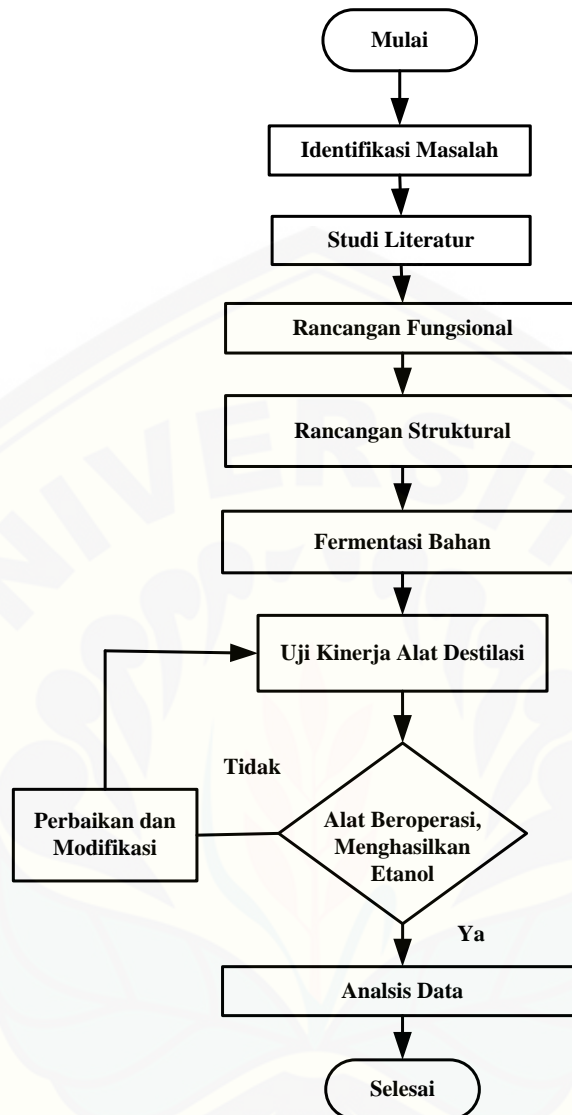 Mulai
Identifikasi Masalah
Studi Literatur
Rancangan Fungsional
Rancangan Struktural
Fermentasi Bahan
Uji Kinerja Alat Destilasi
Tidak
Perbaikan dan
Modifikasi
Alat Beroperasi,
Menghasilkan
Etanol
Ya
Analsis Data
Selesai